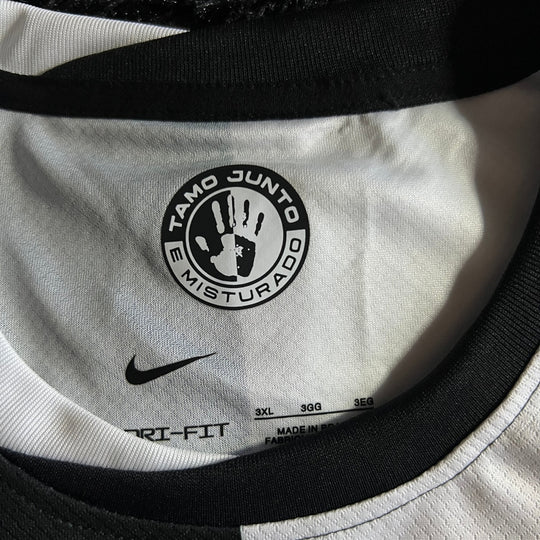 TAMO JUNTO
E MISTURADO
DRI-FIT
3XL 3GG 3EG
MADE IN